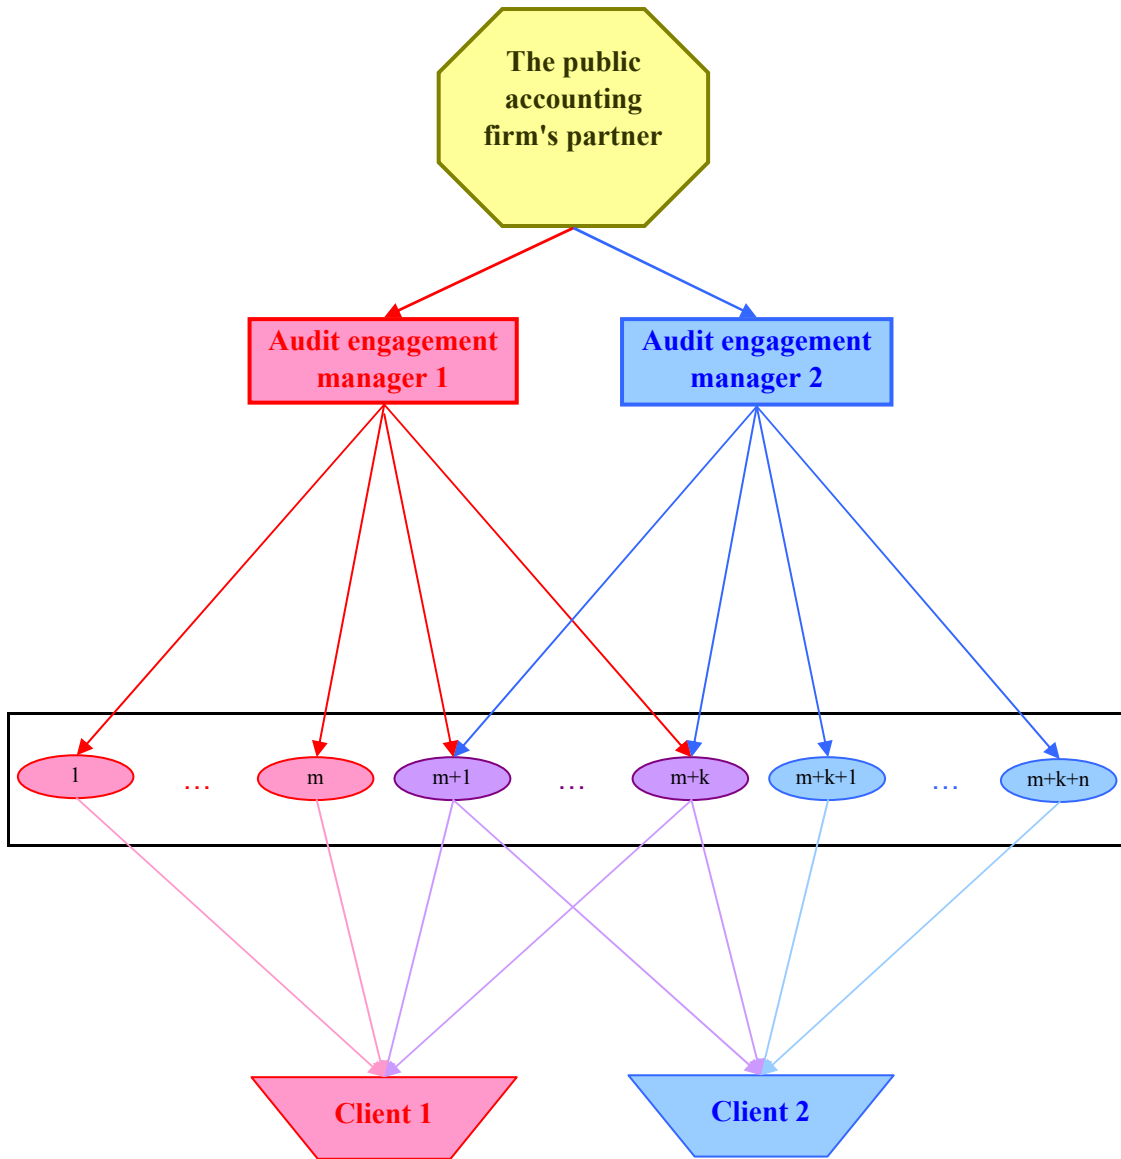 The public
accounting
firm's partner
Audit engagement
manager 1
Audit engagement
manager 2
1 ... m m+1 ... m+k m+k+1 ... m+k+n
Client 1
Client 2